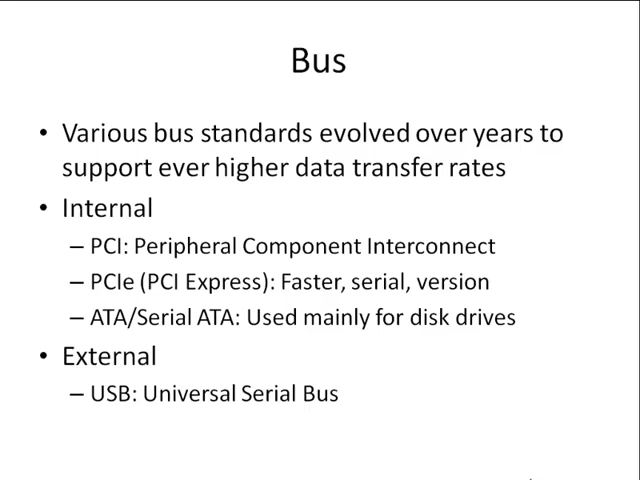 Bus
• Various bus standards evolved over years to
support ever higher data transfer rates
• Internal
– PCI: Peripheral Component Interconnect
– PCIe (PCI Express): Faster, serial, version
– ATA/Serial ATA: Used mainly for disk drives
• External
– USB: Universal Serial Bus